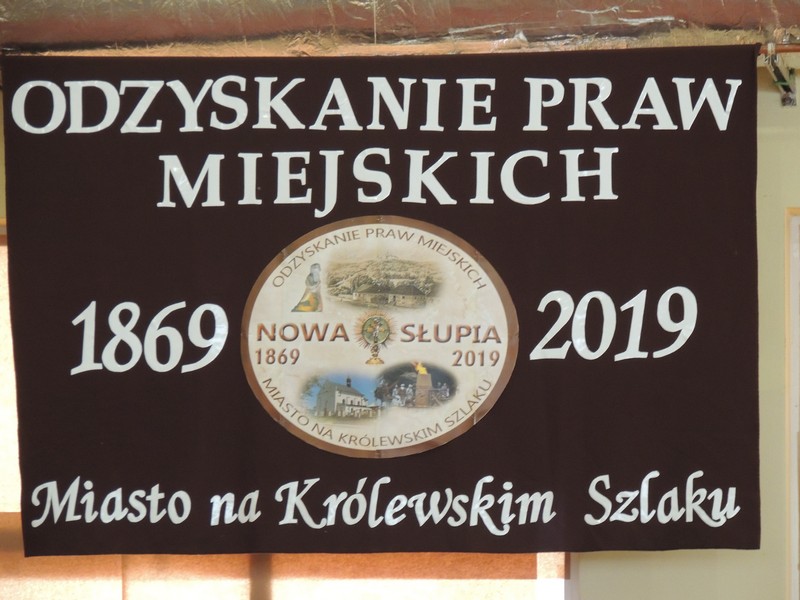 ODZYSKANIE PRAW
MIEJSKICH
1869
2019
ODZYSKANIE PRAW MIEJSKICH
NOWA SŁUPIA
1869 2019
MIASTO NA KRÓLEWSKIM SZLAKU
Miasto na Królewskim Szlaku